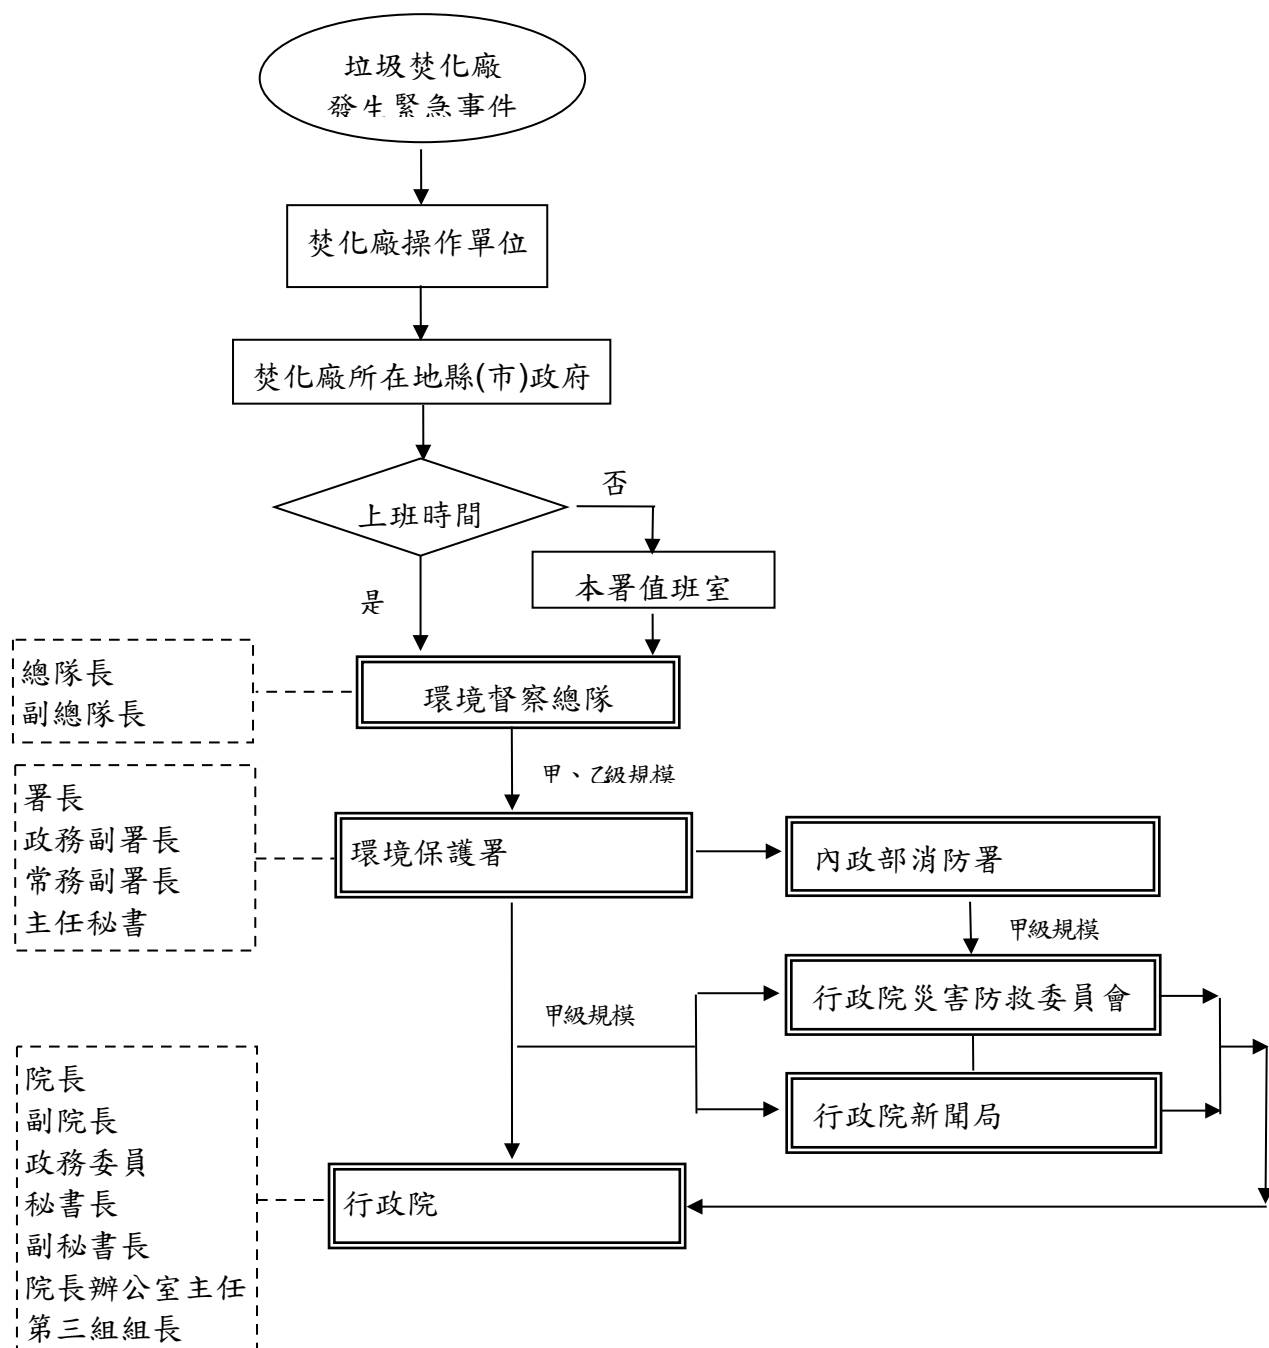 垃圾焚化廠
發生緊急事件
焚化廠操作單位
焚化廠所在地縣(市)政府
上班時間
否
是
本署值班室
總隊長
副總隊長
環境督察總隊
甲、乙級規模
署長
政務副署長
常務副署長
主任秘書
環境保護署
內政部消防署
甲級規模
甲級規模
行政院災害防救委員會
行政院新聞局
院長
副院長
政務委員
秘書長
副秘書長
院長辦公室主任
第三組組長
行政院